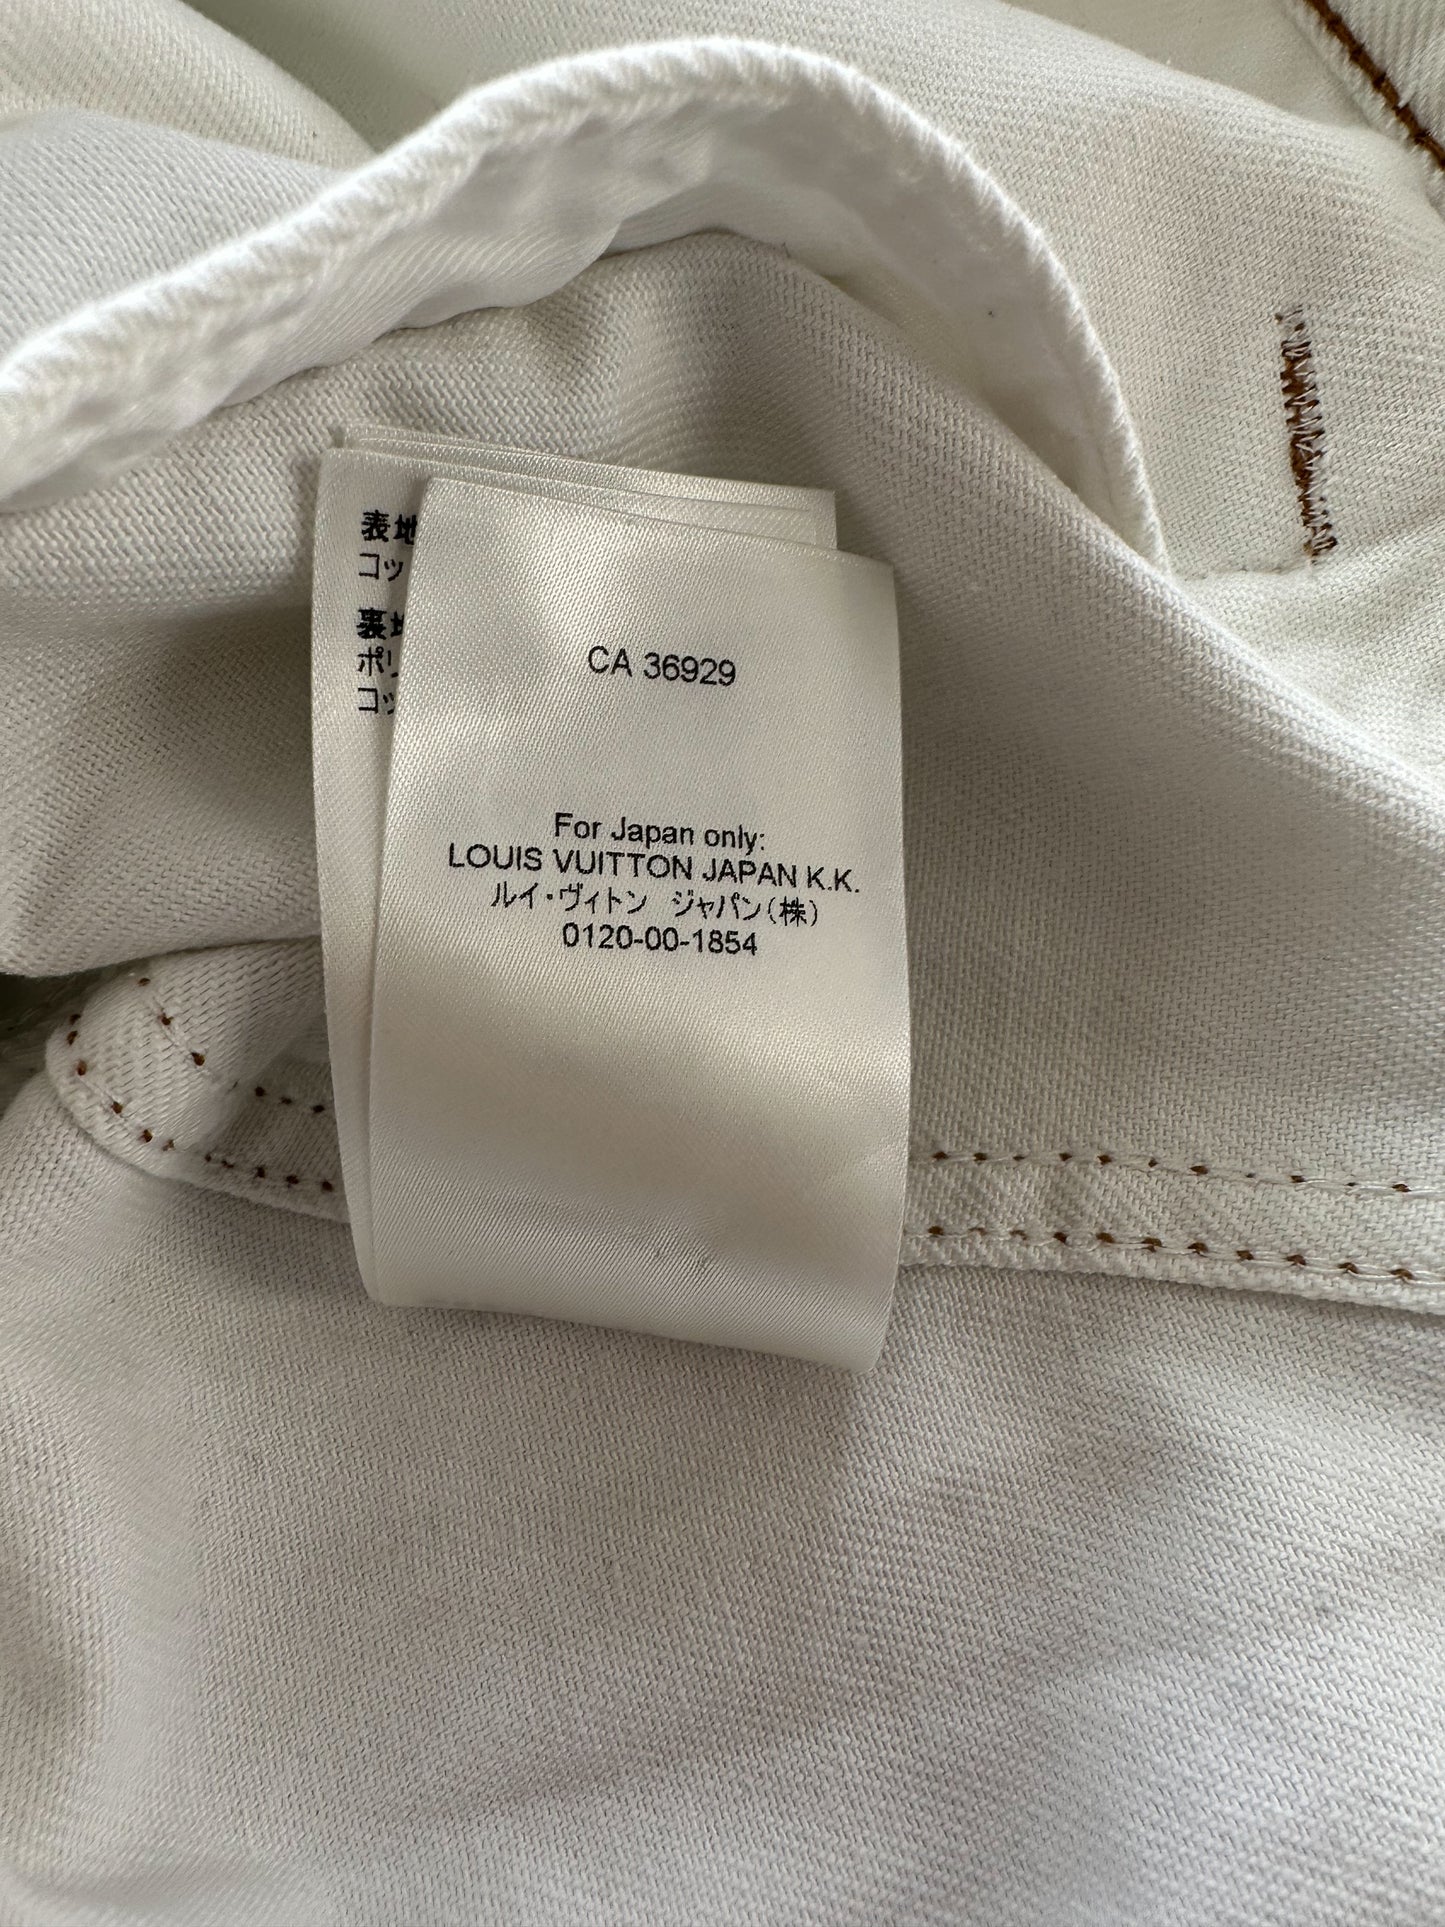 表地
コッ
裏地
ポリ
コッ
CA 36929
For Japan only:
LOUIS VUITTON JAPAN K.K.
ルイ・ヴィトン ジャパン(株)
0120-00-1854